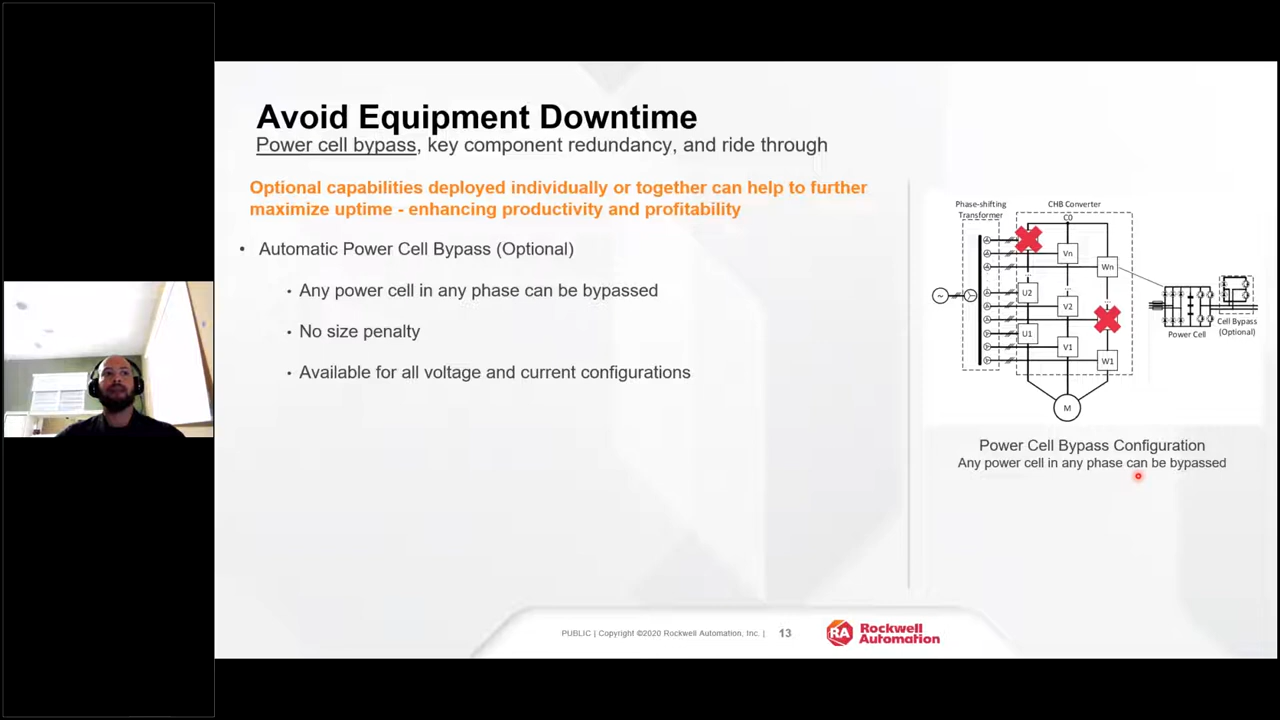 Avoid Equipment Downtime
Power cell bypass, key component redundancy, and ride through
Optional capabilities deployed individually or together can help to further
maximize uptime - enhancing productivity and profitability
• Automatic Power Cell Bypass (Optional)
• Any power cell in any phase can be bypassed
• No size penalty
• Available for all voltage and current configurations
Phase-shifting
Transformer
CHB Converter
C0
Vn
Wn
U2
V2
U1
V1
W1
M
Power Cell
Cell Bypass
(Optional)
Power Cell Bypass Configuration
Any power cell in any phase can be bypassed
PUBLIC | Copyright ©2020 Rockwell Automation, Inc. | 13
RA Rockwell
Automation